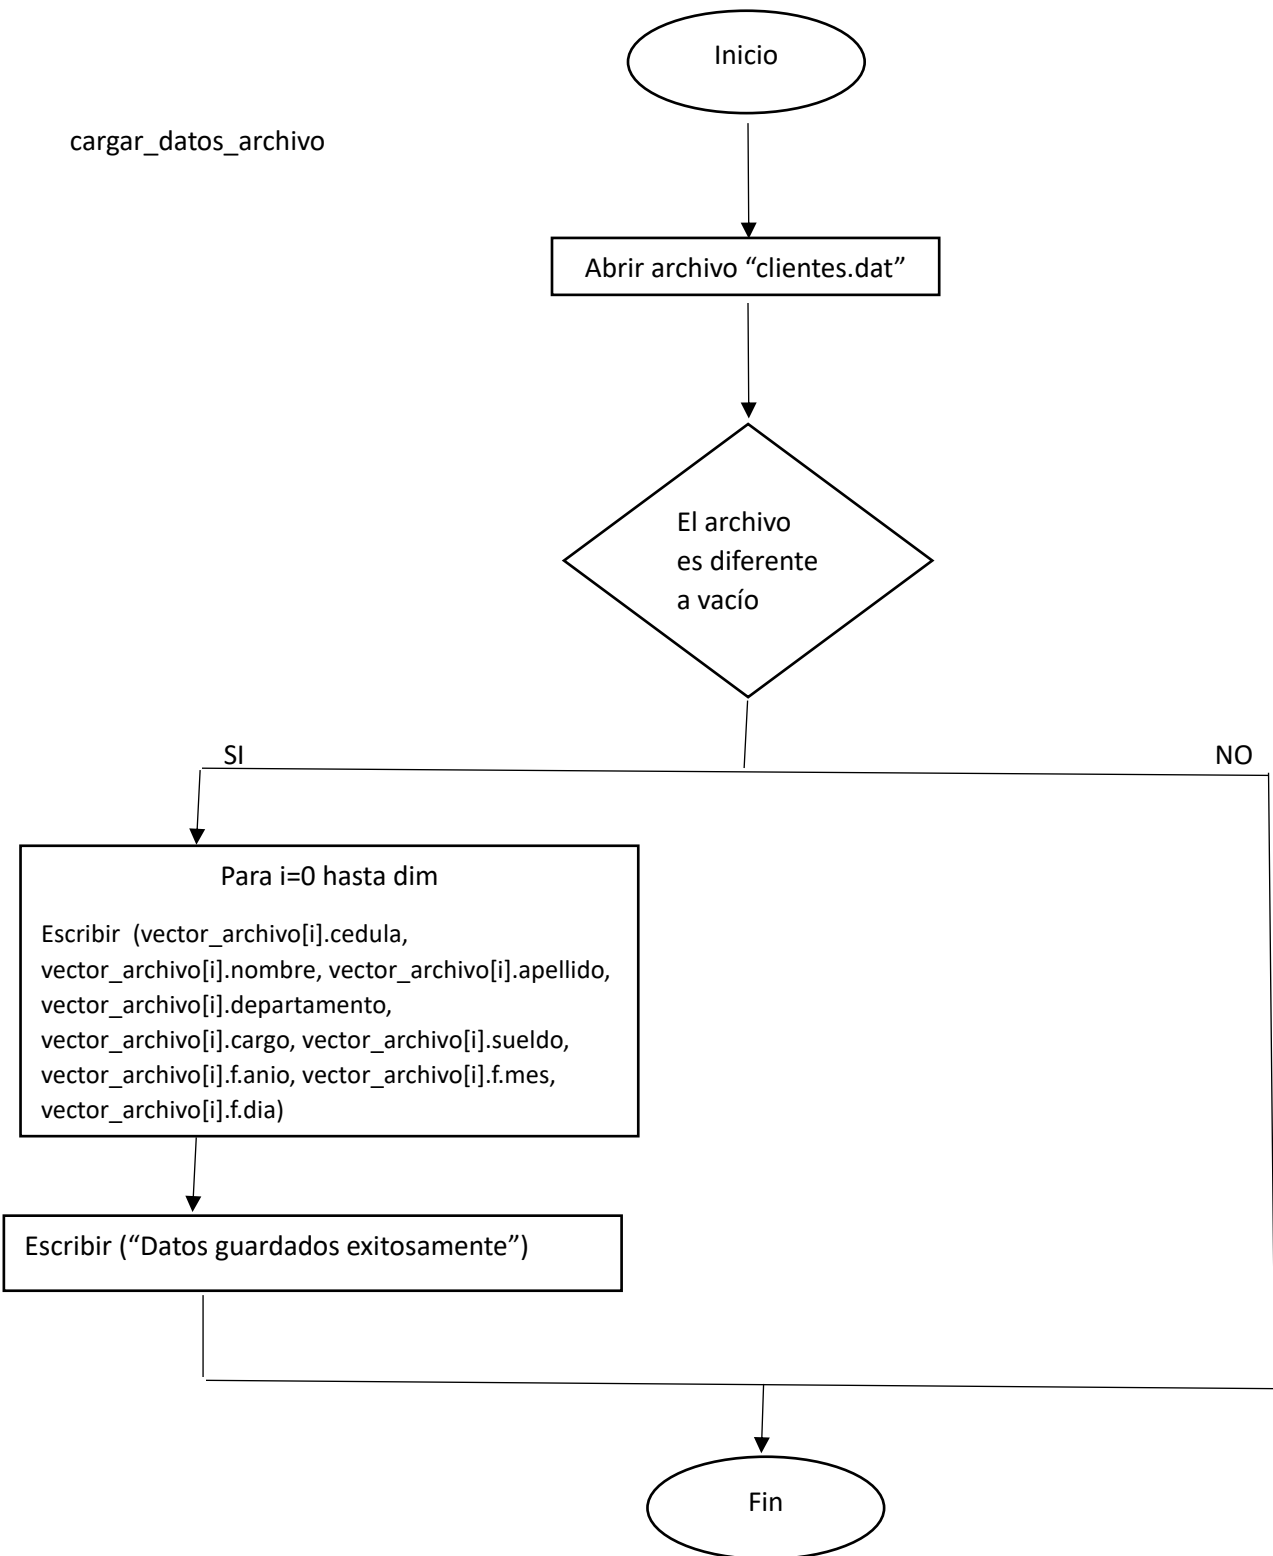 Inicio
cargar_datos_archivo
Abrir archivo “clientes.dat”
El archivo
es diferente
a vacío
SI
NO
Para i=0 hasta dim
Escribir  (vector_archivo[i].cedula,
vector_archivo[i].nombre, vector_archivo[i].apellido,
vector_archivo[i].departamento,
vector_archivo[i].cargo, vector_archivo[i].sueldo,
vector_archivo[i].f.anio, vector_archivo[i].f.mes,
vector_archivo[i].f.dia)
Escribir (“Datos guardados exitosamente”)
Fin